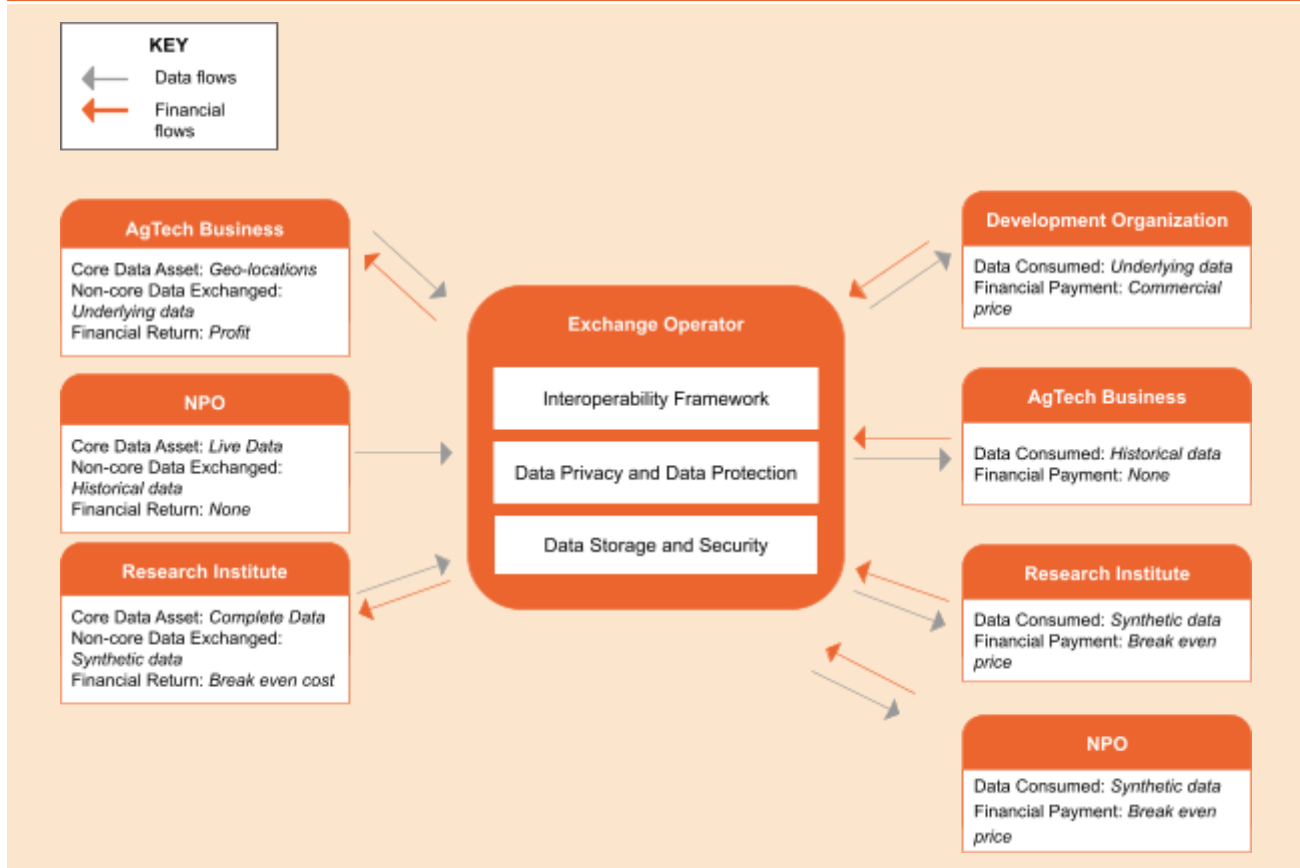 KEY
Data flows
Financial
flows
AgTech Business
Core Data Asset: Geo-locations
Non-core Data Exchanged:
Underlying data
Financial Return: Profit
NPO
Core Data Asset: Live Data
Non-core Data Exchanged:
Historical data
Financial Return: None
Research Institute
Core Data Asset: Complete Data
Non-core Data Exchanged:
Synthetic data
Financial Return: Break even cost
Exchange Operator
Interoperability Framework
Data Privacy and Data Protection
Data Storage and Security
Development Organization
Data Consumed: Underlying data
Financial Payment: Commercial
price
AgTech Business
Data Consumed: Historical data
Financial Payment: None
Research Institute
Data Consumed: Synthetic data
Financial Payment: Break even
price
NPO
Data Consumed: Synthetic data
Financial Payment: Break even
price